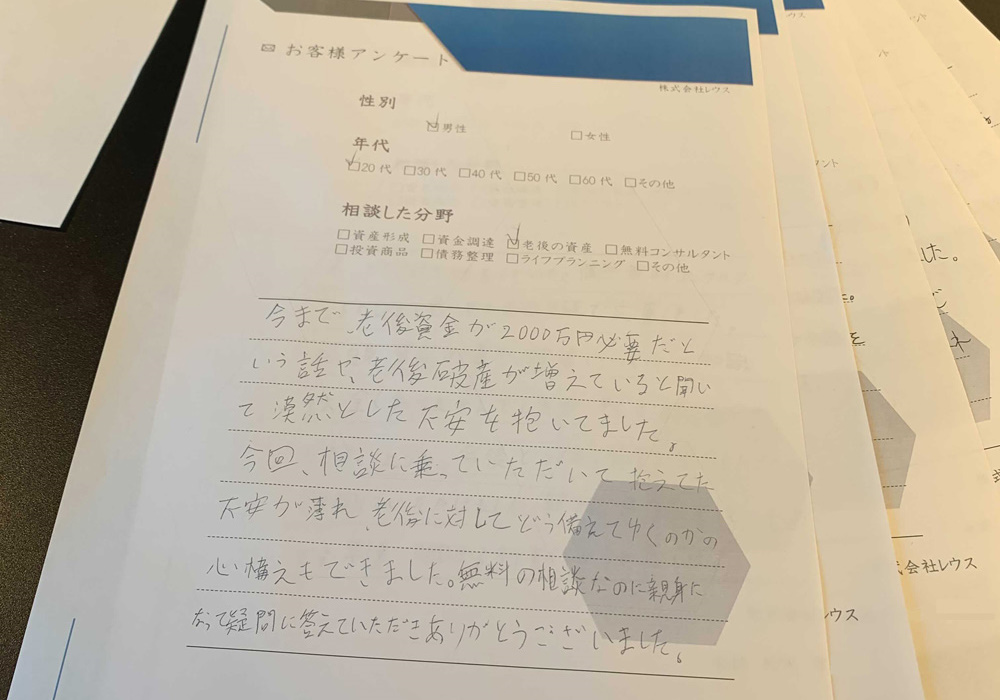 お客様アンケート
株式会社レウス
性別
☑男性 □女性
年代
☑20代 □30代 □40代 □50代 □60代 □その他
相談した分野
□資産形成 □資金調達 ☑老後の資産 □無料コンサルタント
□投資商品 □債務整理 □ライフプランニング □その他
今まで、老後資金が2000万円必要だと
いう話や、老後破産が増えていると聞い
て漠然とした不安を抱いてました。
今回、相談に乗っていただいて抱えてた
不安が薄れ、老後に対してどう備えてゆくのかの
心構えもできました。無料の相談なのに親身に
なって疑問に答えていただきありがとうございました。
レウス
ント
した。
株式会社レウス
レウス